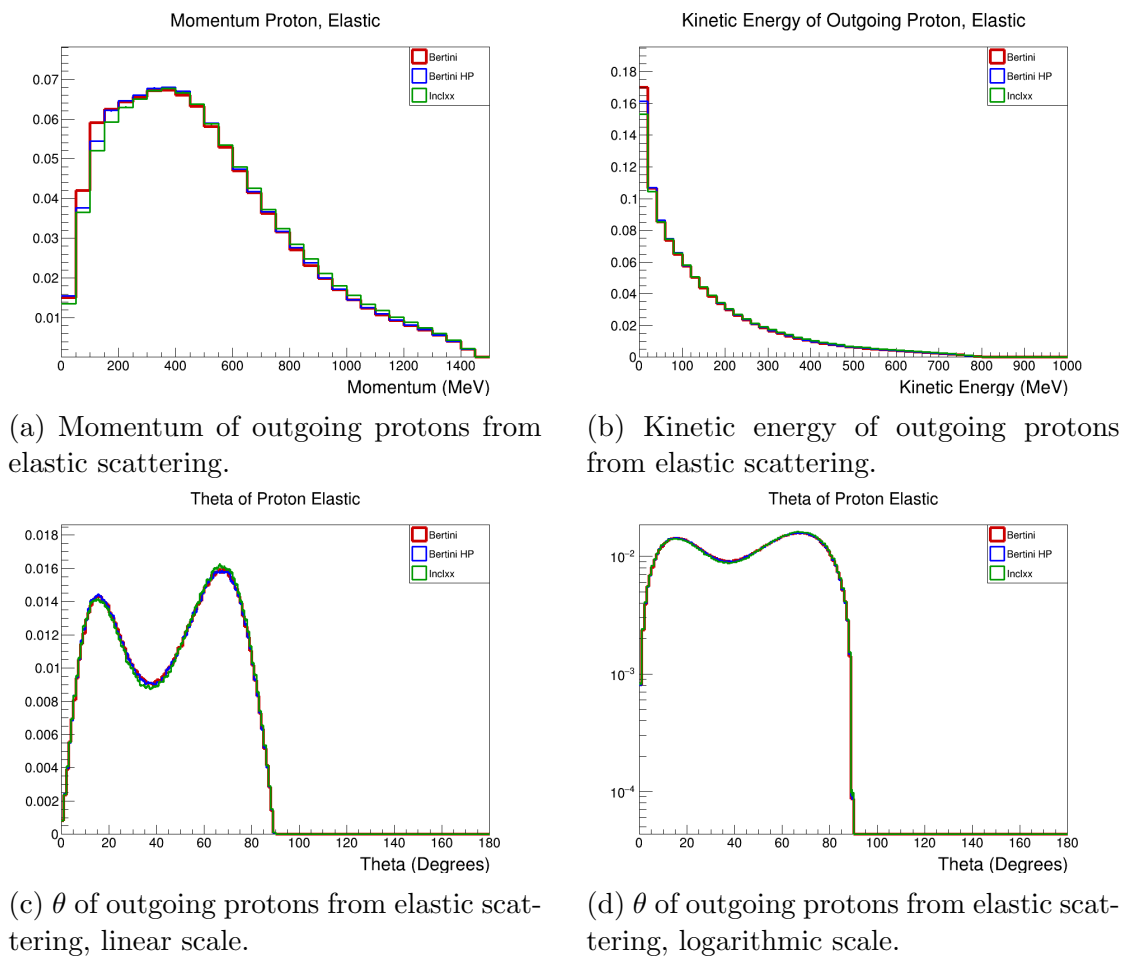 Momentum Proton, Elastic
Bertini
Bertini HP
Inclxx
0.07
0.06
0.05
0.04
0.03
0.02
0.01
0 200 400 600 800 1000 1200 1400
Momentum (MeV)
(a) Momentum of outgoing protons from
elastic scattering.
Kinetic Energy of Outgoing Proton, Elastic
Bertini
Bertini HP
Inclxx
0.18
0.16
0.14
0.12
0.1
0.08
0.06
0.04
0.02
0
0 100 200 300 400 500 600 700 800 900 1000
Kinetic Energy (MeV)
(b) Kinetic energy of outgoing protons
from elastic scattering.
Theta of Proton Elastic
Bertini
Bertini HP
Inclxx
0.018
0.016
0.014
0.012
0.01
0.008
0.006
0.004
0.002
0
0 20 40 60 80 100 120 140 160 180
Theta (Degrees)
(c) θ of outgoing protons from elastic scat-
tering, linear scale.
Theta of Proton Elastic
Bertini
Bertini HP
Inclxx
10⁻²
10⁻³
10⁻⁴
0 20 40 60 80 100 120 140 160 180
Theta (Degrees)
(d) θ of outgoing protons from elastic scat-
tering, logarithmic scale.